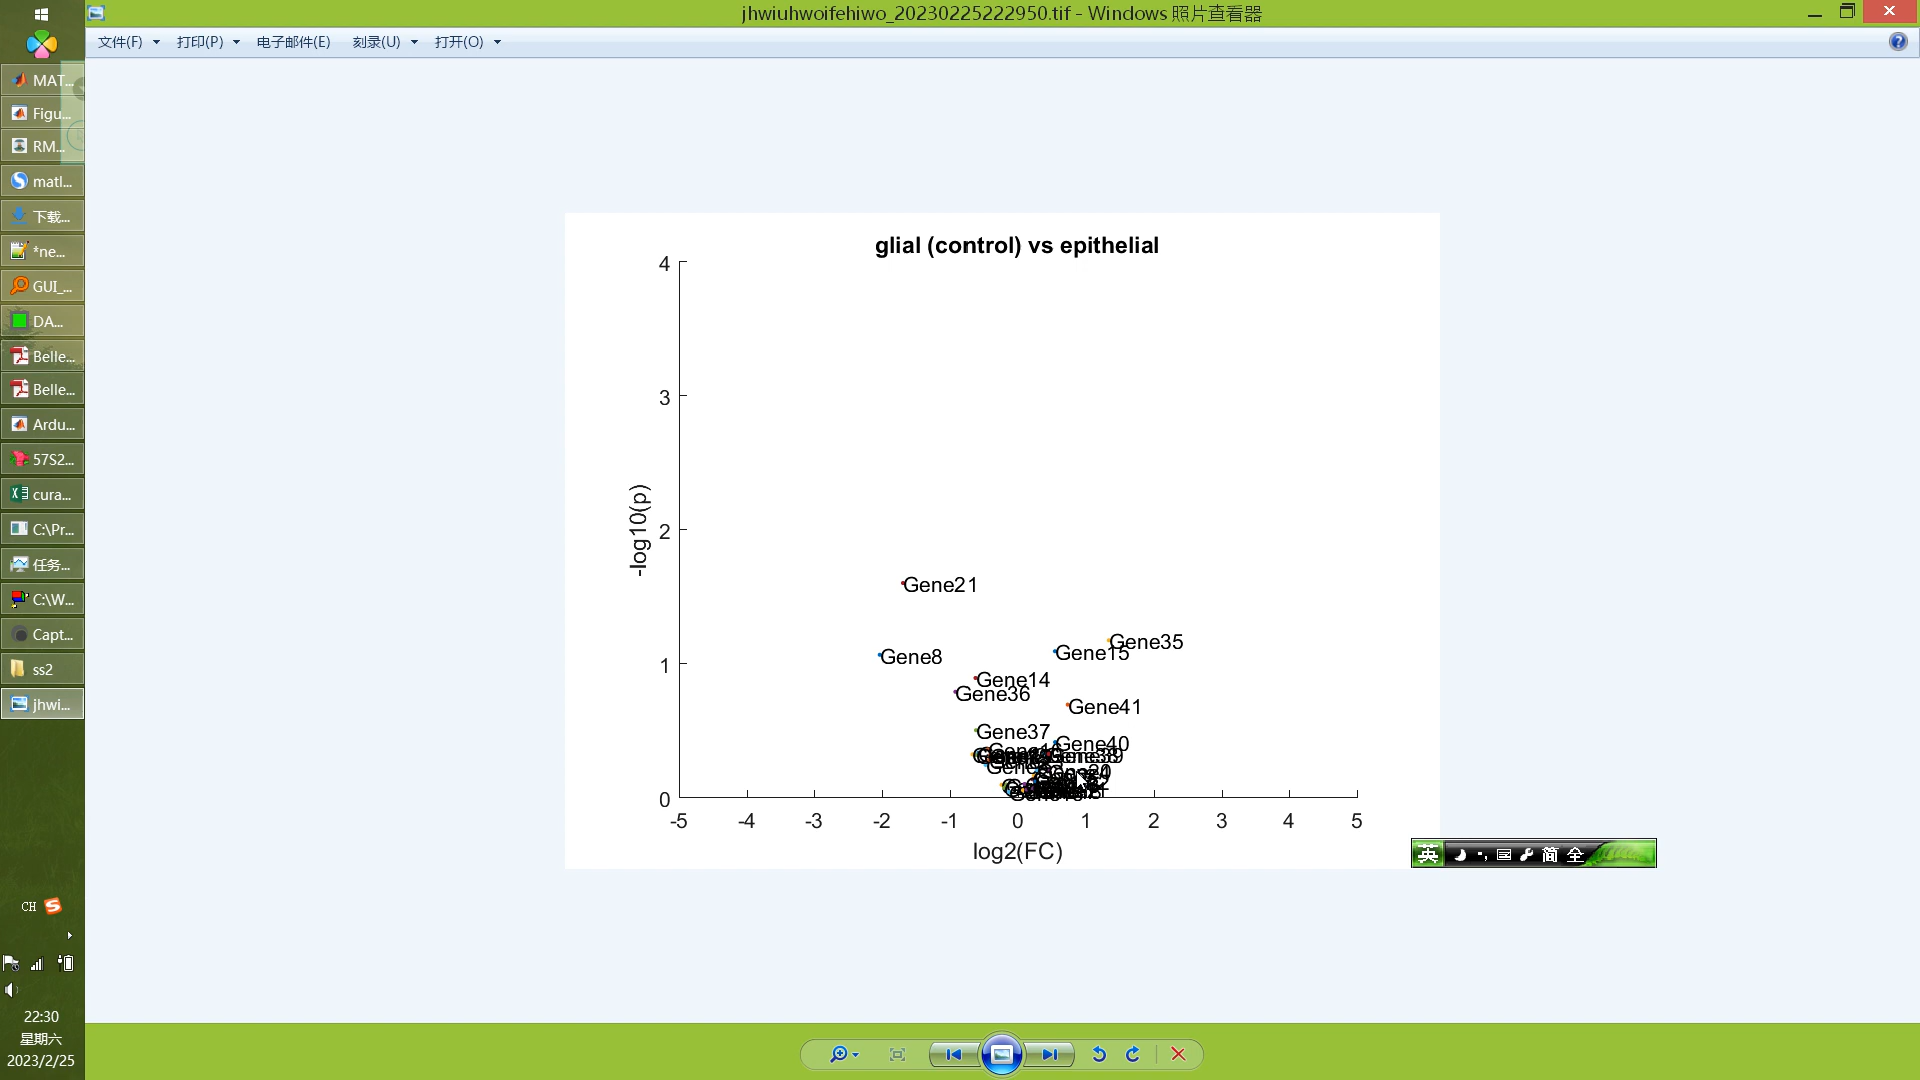 jhwiuhwoifehiwo_20230225222950.tif - Windows 照片查看器
文件(F) 打印(P) 电子邮件(E) 刻录(U) 打开(O)
MAT...
Figu...
RM...
matl...
下载...
*ne...
GUI_...
DA...
Belle...
Belle...
Ardu...
57S2...
cura...
C:\Pr...
任务...
C:\W...
Capt...
ss2
jhwi...
CH
22:30
星期六
2023/2/25
glial (control) vs epithelial
4
3
2
1
0
-log10(p)
Gene21
Gene35
Gene15
Gene8
Gene14
Gene36
Gene41
Gene37
Gene40
-5 -4 -3 -2 -1 0 1 2 3 4 5
log2(FC)
英 简 全